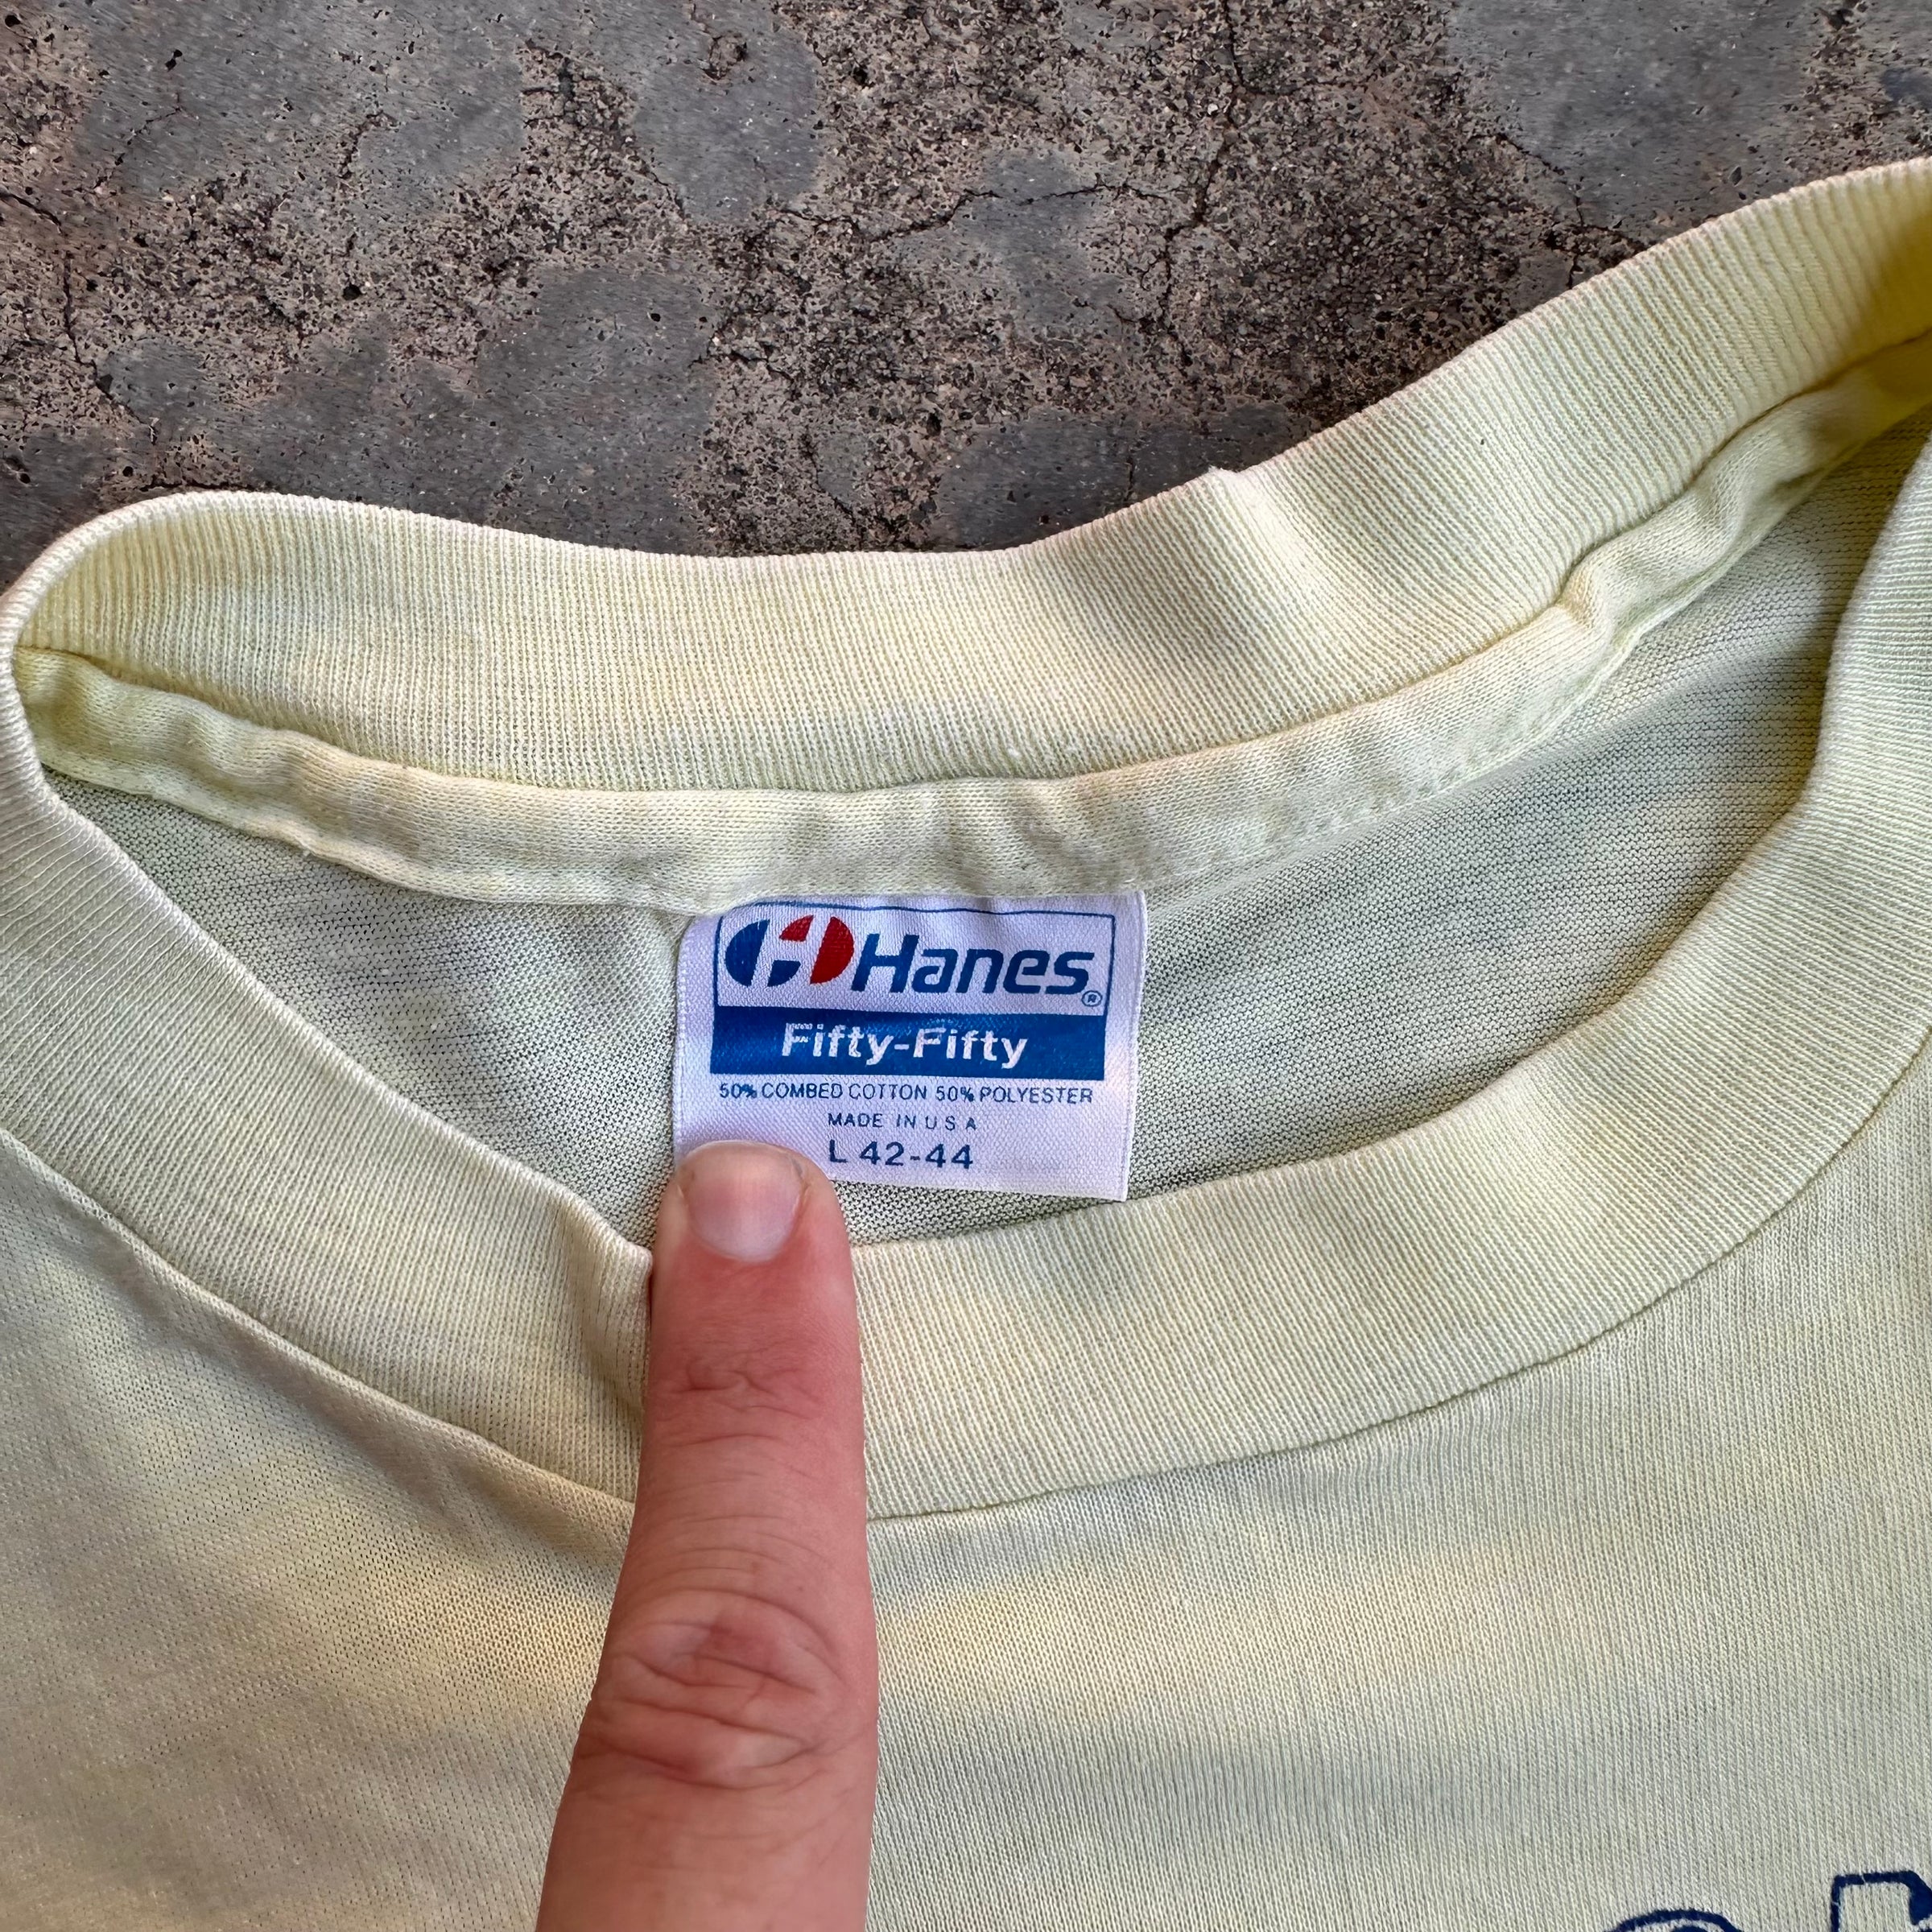 Hanes®
Fifty-Fifty
50% COMBED COTTON 50% POLYESTER
MADE IN U S A
L 42-44